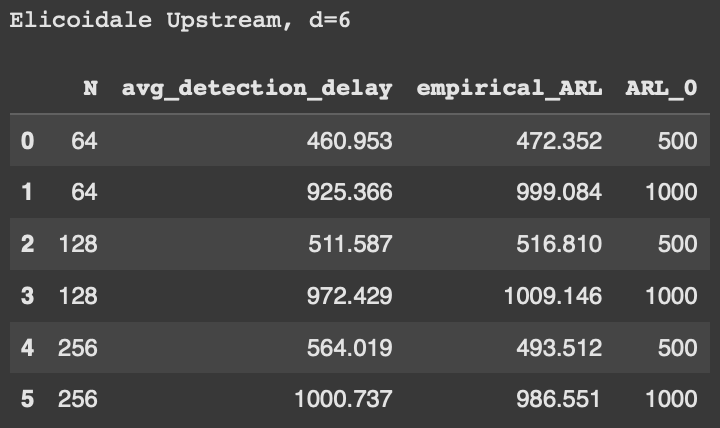 Elicoidale Upstream, d=6
N avg_detection_delay empirical_ARL ARL_0
0 64 460.953 472.352 500
1 64 925.366 999.084 1000
2 128 511.587 516.810 500
3 128 972.429 1009.146 1000
4 256 564.019 493.512 500
5 256 1000.737 986.551 1000